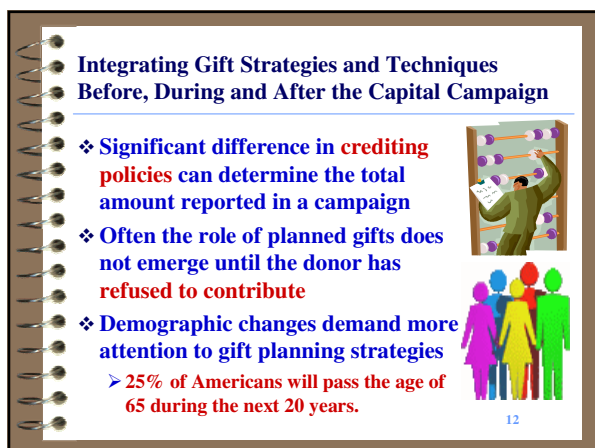 Integrating Gift Strategies and Techniques
Before, During and After the Capital Campaign
❖ Significant difference in crediting
policies can determine the total
amount reported in a campaign
❖ Often the role of planned gifts does
not emerge until the donor has
refused to contribute
❖ Demographic changes demand more
attention to gift planning strategies
➢ 25% of Americans will pass the age of
65 during the next 20 years.
12